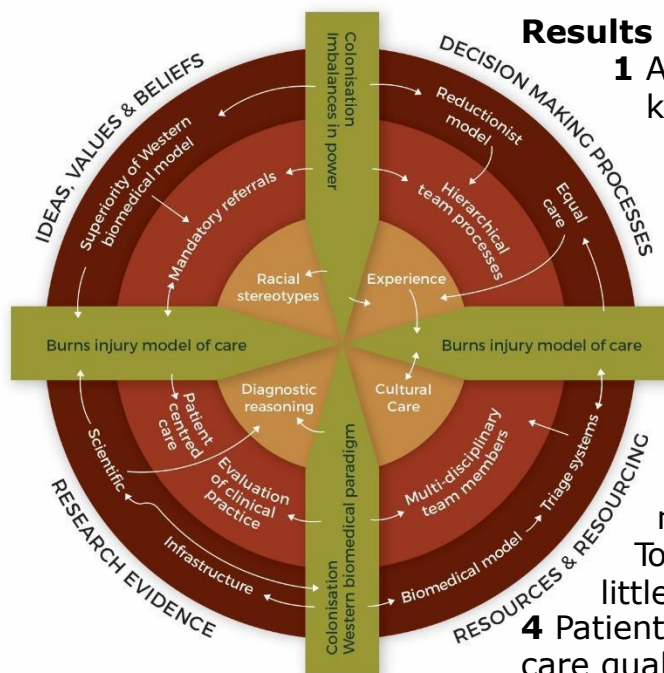 Results
1 A
k
IDEAS, VALUES & BELIEFS
DECISION MAKING PROCESSES
Colonisation
Imbalances in power
Superiority of Western
biomedical model
Mandatory referrals
Racial
stereotypes
Reductionist
model
Hierarchical
team processes
Equal
care
Experience
Burns injury model of care
Burns injury model of care
Diagnostic
reasoning
Cultural
Care
Patient
centred
care
Scientific
Evaluation
of clinical
practice
Infrastructure
Multi-disciplinary
team members
Triage systems
Biomedical model
Colonisation
Western biomedical paradigm
RESEARCH EVIDENCE
RESOURCES & RESOURCING
To
little
4 Patient
care qual